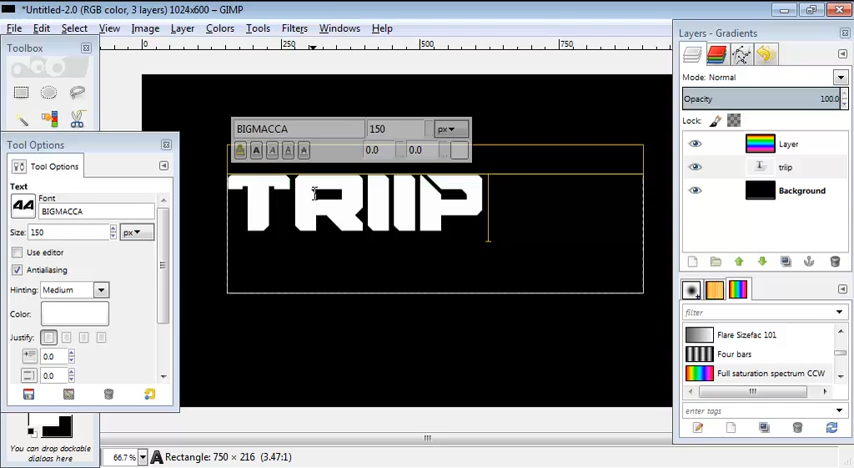 *Untitled-2.0 (RGB color, 3 layers) 1024x600 – GIMP
File Edit Select View Image Layer Colors Tools Filters Windows Help
Toolbox
0 250 500 750
Tool Options
Tool Options
Text
Font
BIGMACCA
Size: 150 px
Use editor
Antialiasing
Hinting: Medium
Color:
Justify:
0.0
0.0
You can drop dockable
dialogs here
BIGMACCA 150 px
0.0 0.0
TRIIP
66.7% Rectangle: 750 × 216 (3.47:1)
Layers - Gradients
Mode: Normal
Opacity 100.0
Lock:
Layer
triip
Background
filter
Flare Sizefac 101
Four bars
Full saturation spectrum CCW
enter tags